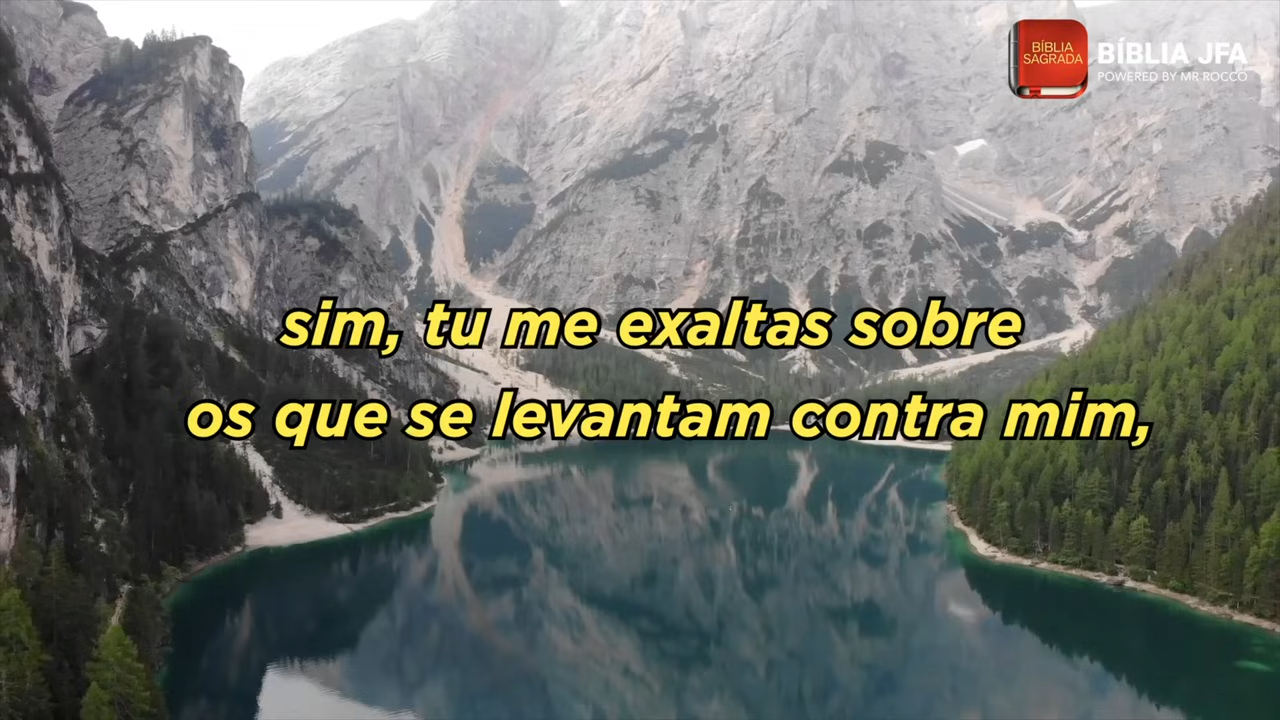 BÍBLIA
SAGRADA
BÍBLIA JFA
POWERED BY MR ROCCO
sim, tu me exaltas sobre
os que se levantam contra mim,